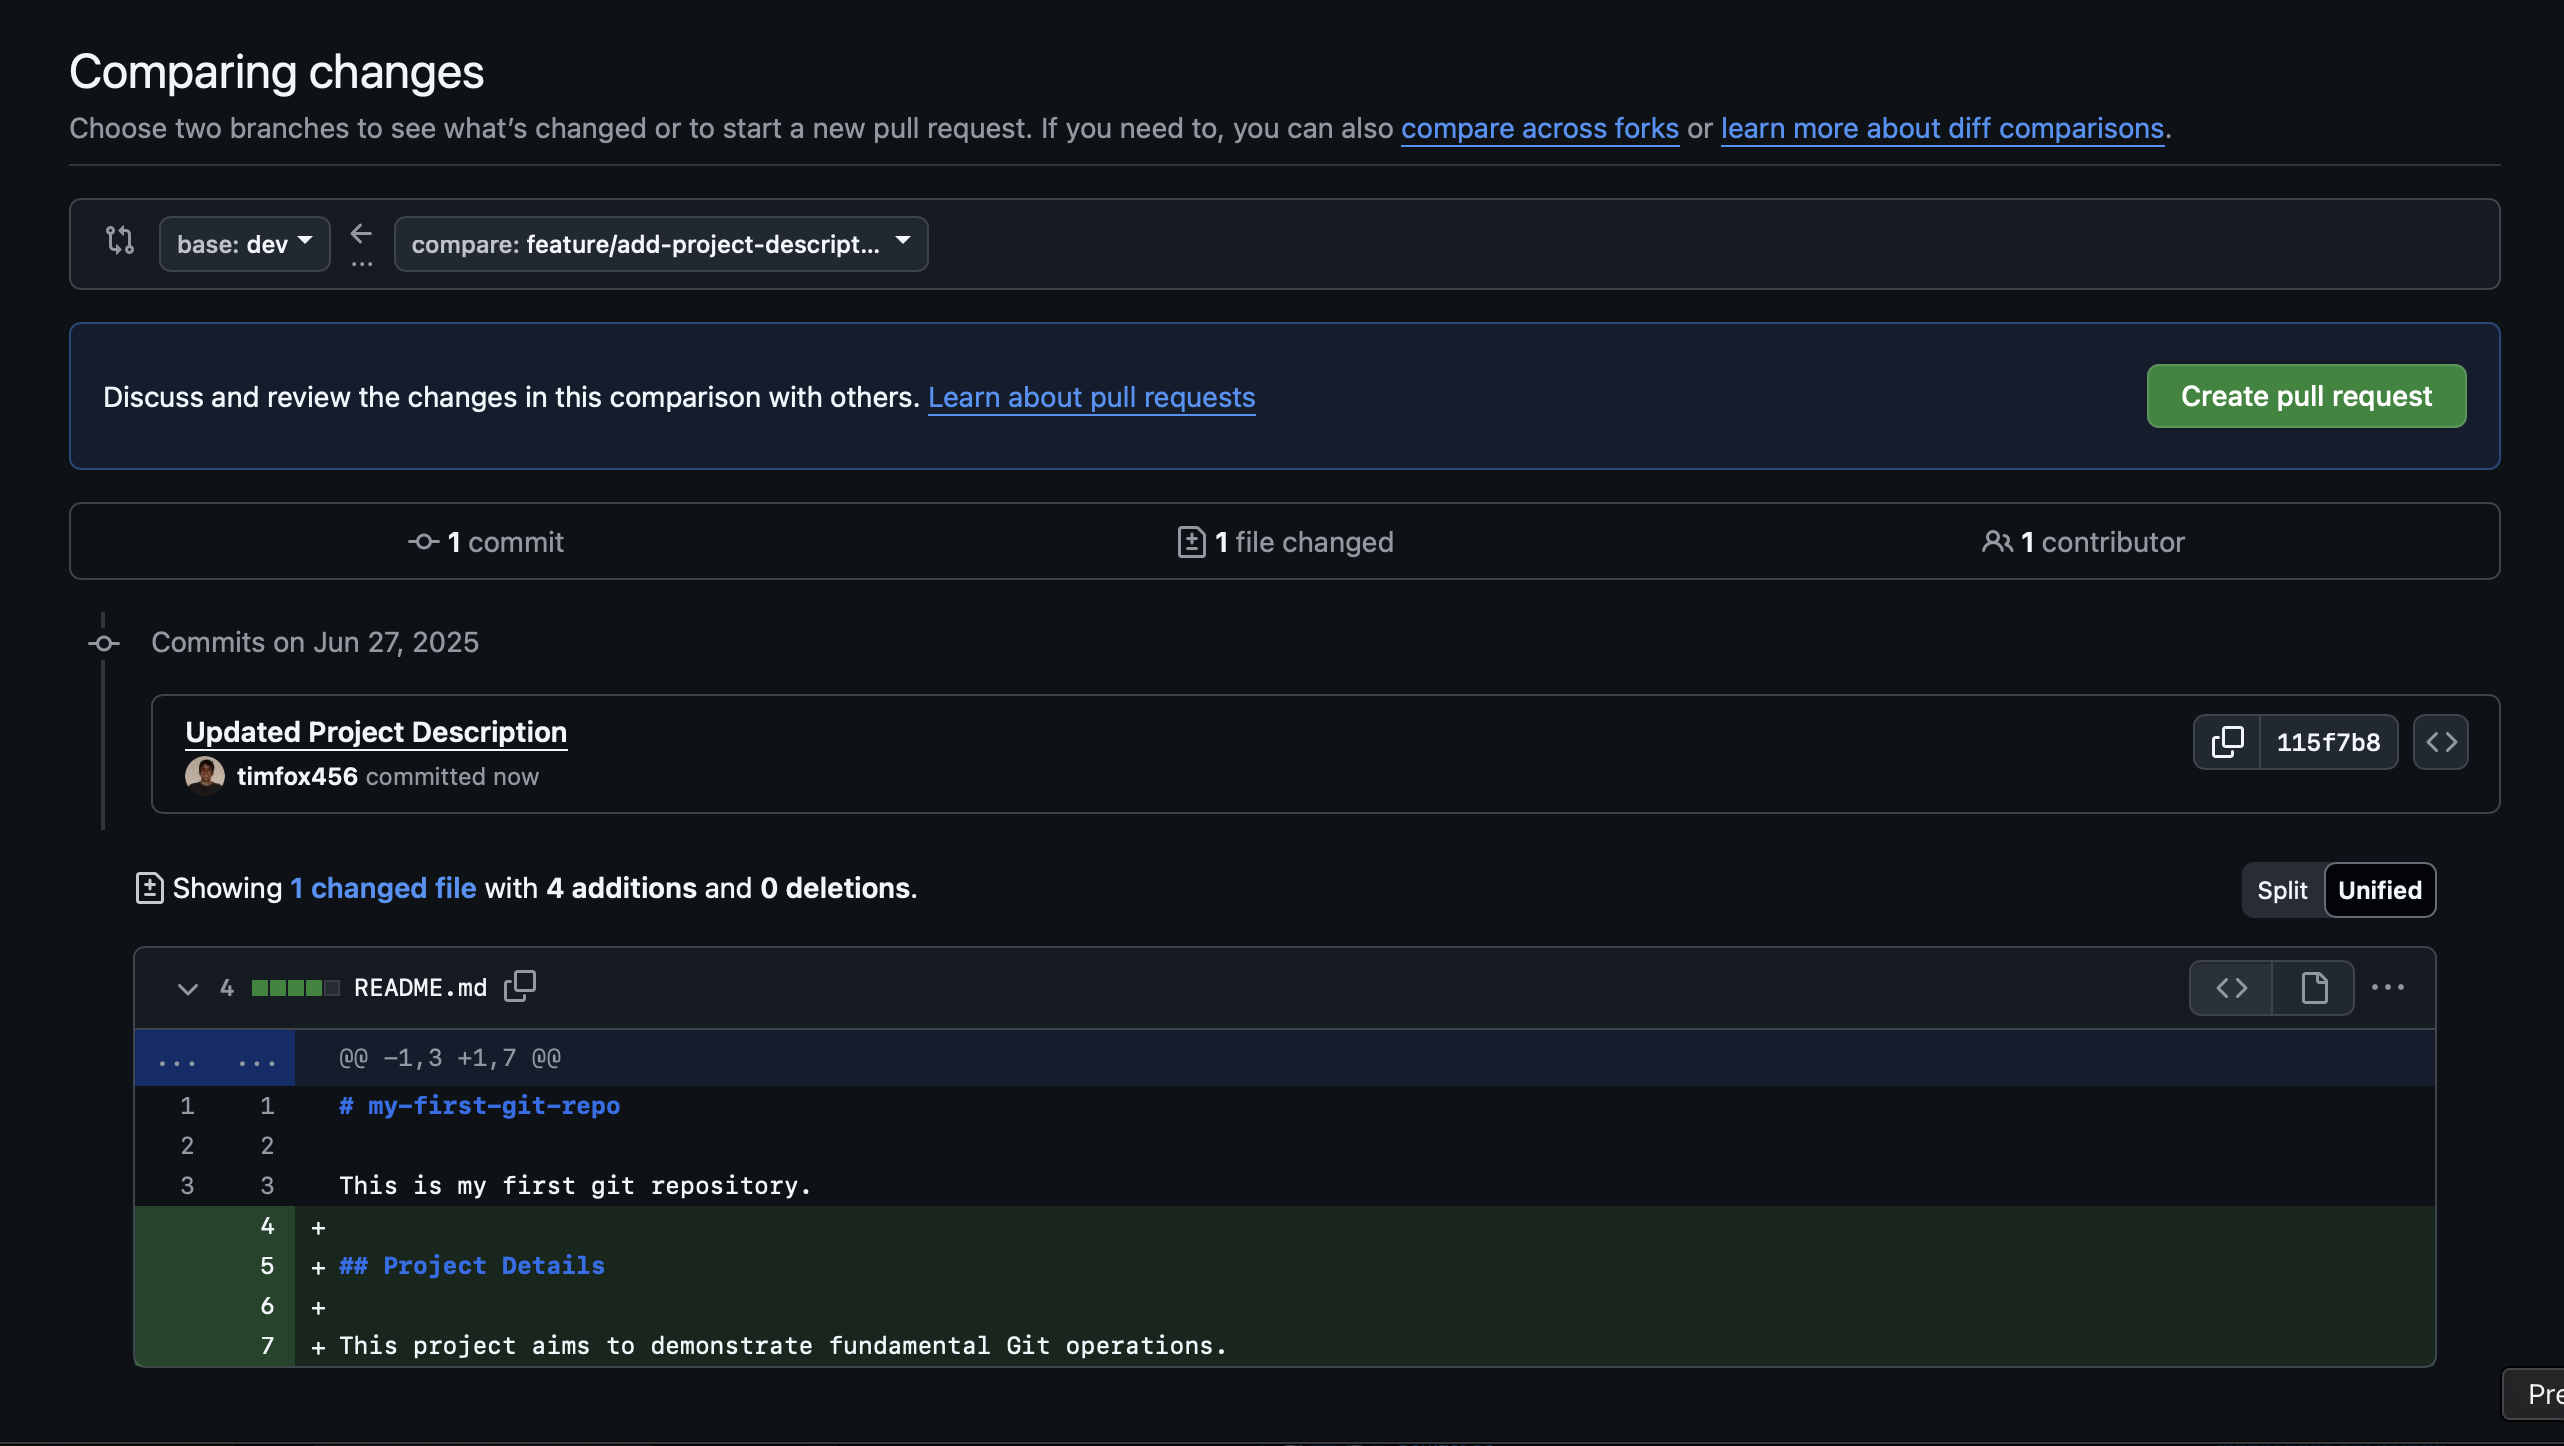 Comparing changes
Choose two branches to see what’s changed or to start a new pull request. If you need to, you can also compare across forks or learn more about diff comparisons.
base: dev ... compare: feature/add-project-descript...
Discuss and review the changes in this comparison with others. Learn about pull requests
Create pull request
1 commit
1 file changed
1 contributor
Commits on Jun 27, 2025
Updated Project Description
115f7b8
timfox456 committed now
Showing 1 changed file with 4 additions and 0 deletions.
Split Unified
4 README.md
... ... @@ -1,3 +1,7 @@
1 1 # my-first-git-repo
2 2
3 3 This is my first git repository.
4 +
5 + ## Project Details
6 +
7 + This project aims to demonstrate fundamental Git operations.